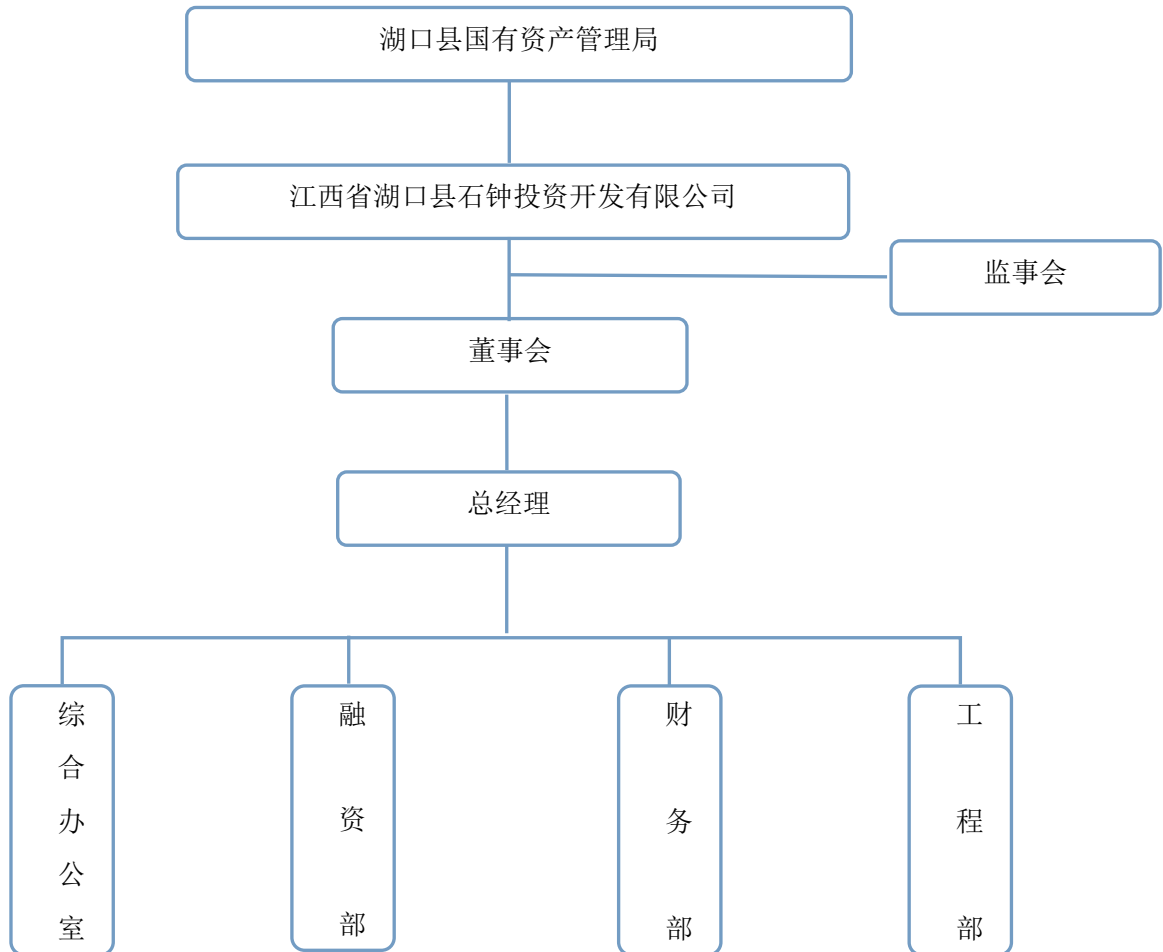 湖口县国有资产管理局
江西省湖口县石钟投资开发有限公司
监事会
董事会
总经理
综合办公室
融资部
财务部
工程部